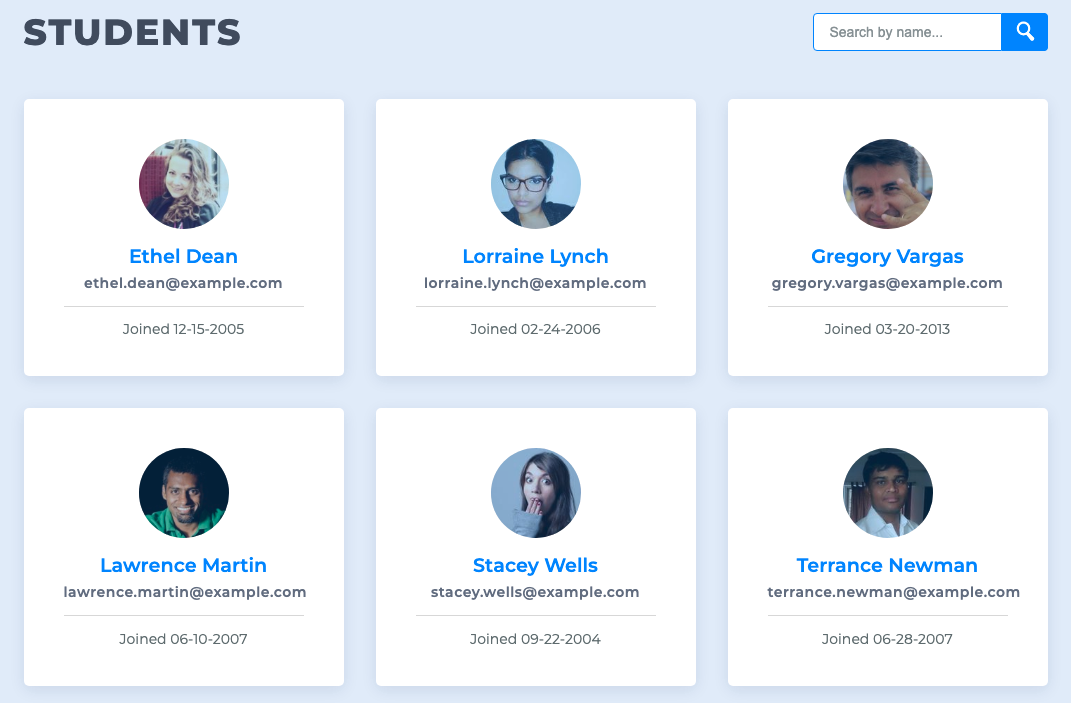 STUDENTS
Search by name...
Ethel Dean
ethel.dean@example.com
Joined 12-15-2005
Lorraine Lynch
lorraine.lynch@example.com
Joined 02-24-2006
Gregory Vargas
gregory.vargas@example.com
Joined 03-20-2013
Lawrence Martin
lawrence.martin@example.com
Joined 06-10-2007
Stacey Wells
stacey.wells@example.com
Joined 09-22-2004
Terrance Newman
terrance.newman@example.com
Joined 06-28-2007